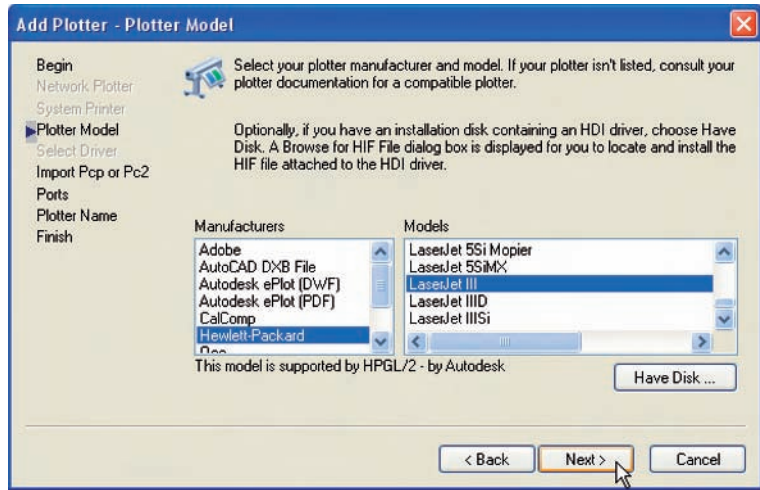 Add Plotter - Plotter Model
Begin
Network Plotter
System Printer
Plotter Model
Select Driver
Import Pcp or Pc2
Ports
Plotter Name
Finish
Select your plotter manufacturer and model. If your plotter isn't listed, consult your
plotter documentation for a compatible plotter.
Optionally, if you have an installation disk containing an HDI driver, choose Have
Disk. A Browse for HIF File dialog box is displayed for you to locate and install the
HIF file attached to the HDI driver.
Manufacturers
Adobe
AutoCAD DXB File
Autodesk ePlot (DWF)
Autodesk ePlot (PDF)
CalComp
Hewlett-Packard
Models
LaserJet 5Si Mopier
LaserJet 5SiMX
LaserJet III
LaserJet IIID
LaserJet IIISi
This model is supported by HPGL/2 - by Autodesk
Have Disk ...
< Back
Next >
Cancel